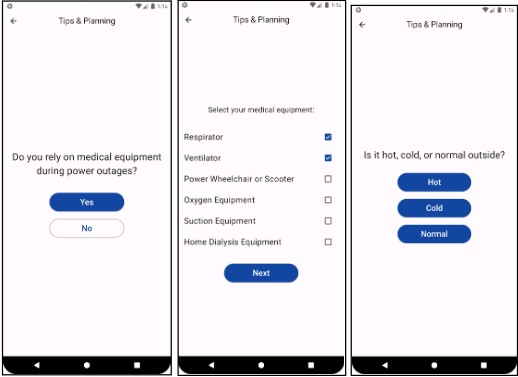 1:14
Tips & Planning
Do you rely on medical equipment
during power outages?
Yes
No
1:14
Tips & Planning
Select your medical equipment:
Respirator
Ventilator
Power Wheelchair or Scooter
Oxygen Equipment
Suction Equipment
Home Dialysis Equipment
Next
Tips & Planning
Is it hot, cold, or normal outside?
Hot
Cold
Normal